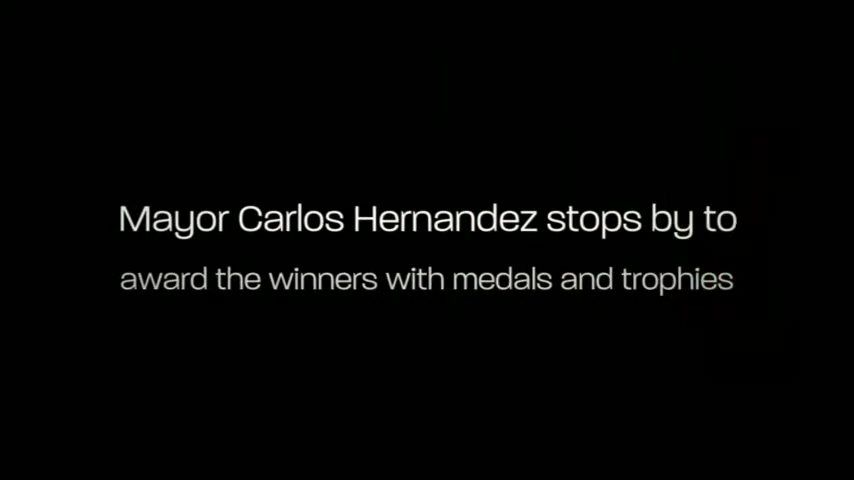 Mayor Carlos Hernandez stops by to
award the winners with medals and trophies